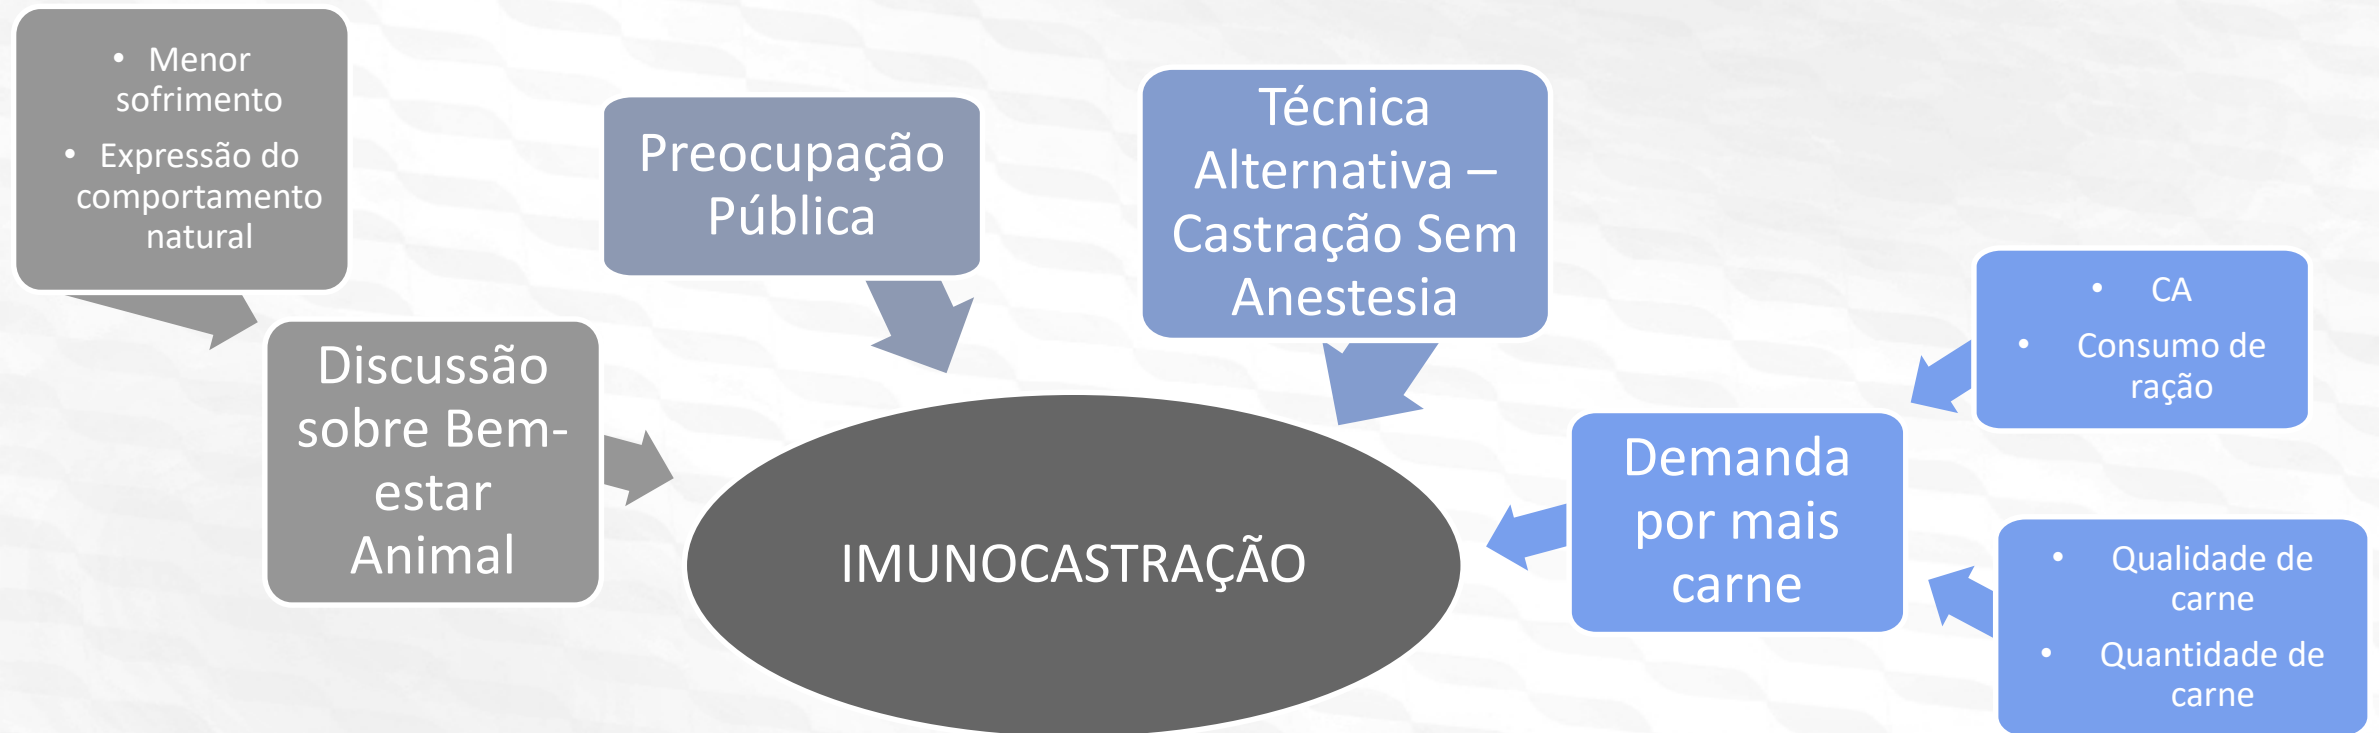 • Menor
sofrimento
• Expressão do
comportamento
natural
Discussão
sobre Bem-
estar
Animal
Preocupação
Pública
Técnica
Alternativa –
Castração Sem
Anestesia
IMUNOCASTRAÇÃO
Demanda
por mais
carne
• CA
• Consumo de
ração
• Qualidade de
carne
• Quantidade de
carne